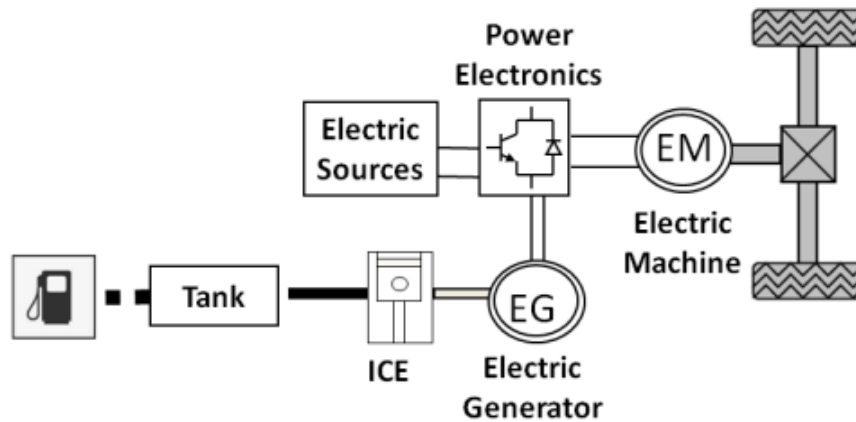 Power
Electronics
Electric
Sources
EM
Electric
Machine
Tank
ICE
EG
Electric
Generator